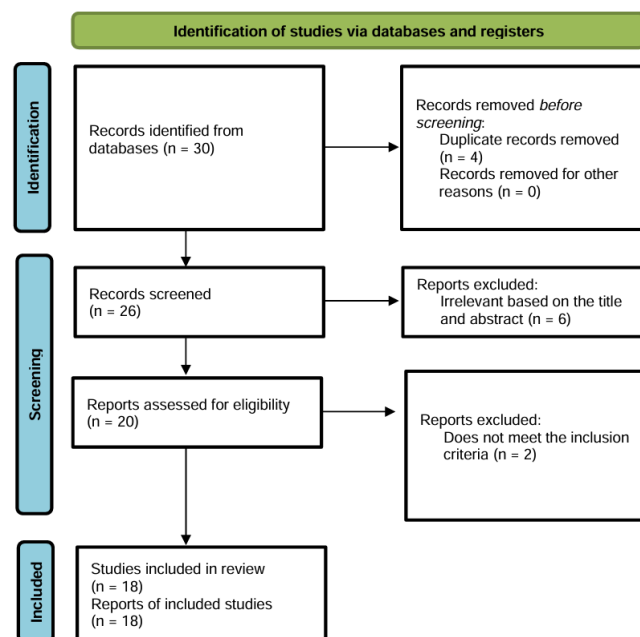 Identification of studies via databases and registers
Identification
Records identified from
databases (n = 30)
Records removed before
screening:
Duplicate records removed
(n = 4)
Records removed for other
reasons (n = 0)
Screening
Records screened
(n = 26)
Reports excluded:
Irrelevant based on the title
and abstract (n = 6)
Reports assessed for eligibility
(n = 20)
Reports excluded:
Does not meet the inclusion
criteria (n = 2)
Included
Studies included in review
(n = 18)
Reports of included studies
(n = 18)